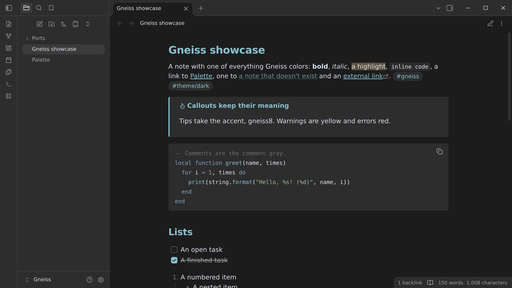 Gneiss showcase
Gneiss showcase
Ports
Gneiss showcase
Palette
Gneiss showcase
A note with one of everything Gneiss colors: bold, italic, a highlight, inline code, a
link to Palette, one to a note that doesn't exist and an external link. #gneiss
#theme/dark
Callouts keep their meaning
Tips take the accent, gneiss8. Warnings are yellow and errors red.
-- Comments are the comment gray.
local function greet(name, times)
for i = 1, times do
print(string.format("Hello, %s! (%d)", name, i))
end
end
Lists
An open task
A finished task
1. A numbered item
A nested item
Gneiss
1 backlink 150 words 1,008 characters